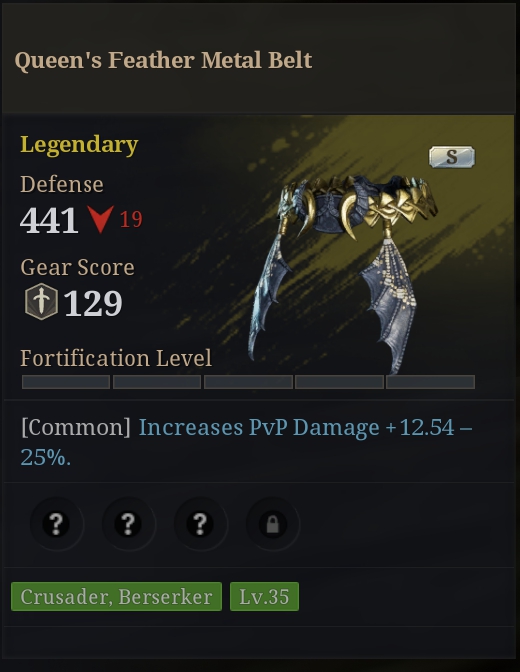 Queen's Feather Metal Belt
Legendary
S
Defense
441 19
Gear Score
129
Fortification Level
[Common] Increases PvP Damage +12.54 –
25%.
? ? ?
Crusader, Berserker Lv.35